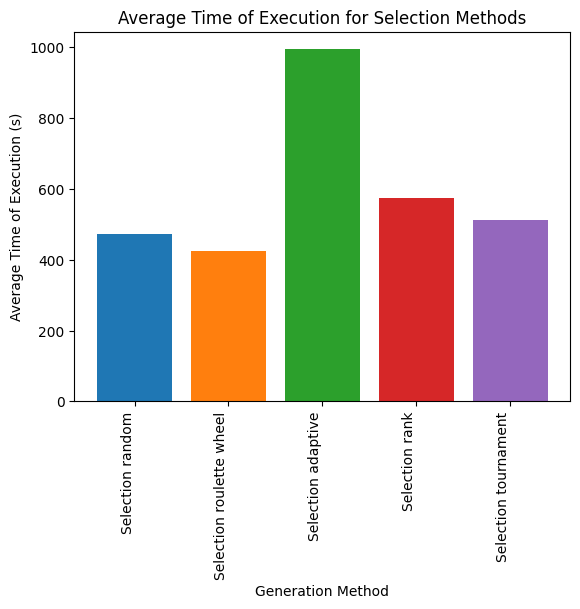 Average Time of Execution for Selection Methods
Average Time of Execution (s)
1000
800
600
400
200
0
Selection random
Selection roulette wheel
Selection adaptive
Selection rank
Selection tournament
Generation Method